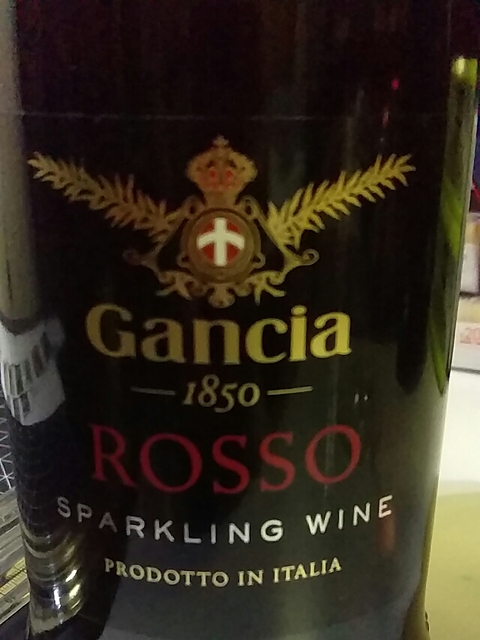 Gancia
1850
ROSSO
SPARKLING WINE
PRODOTTO IN ITALIA